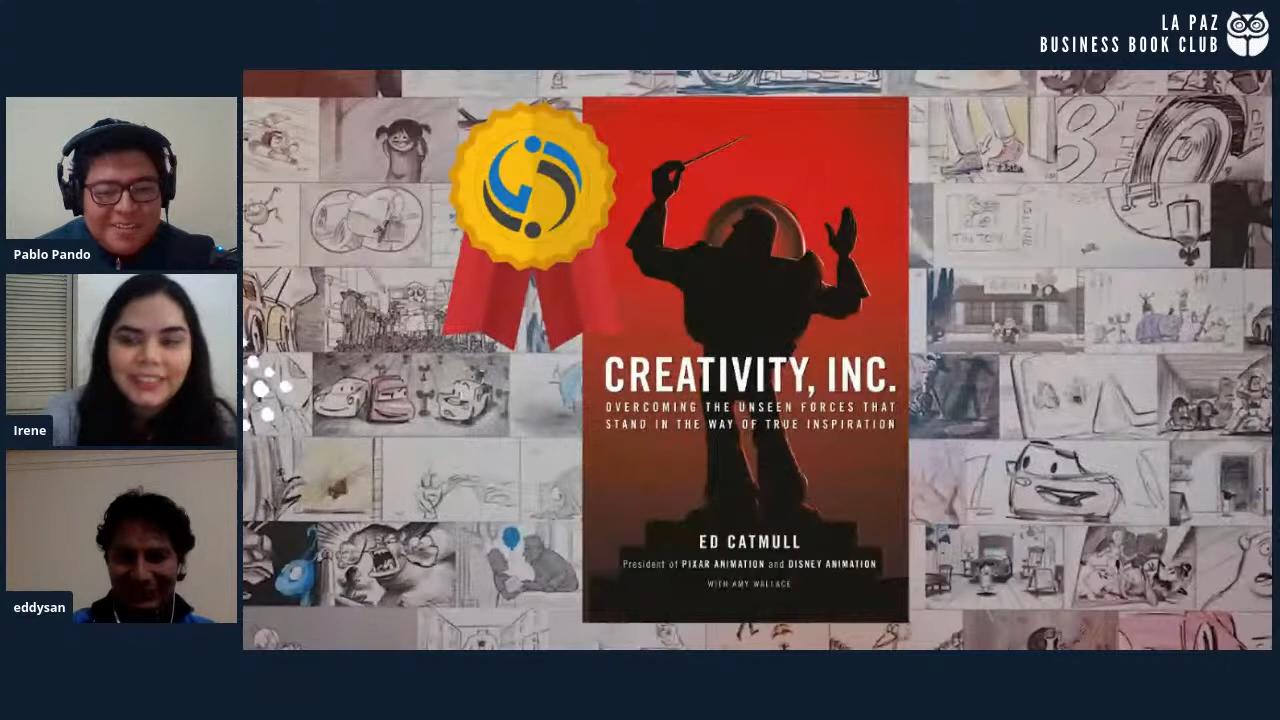 LA PAZ
BUSINESS BOOK CLUB
Pablo Pando
Irene
eddysan
CREATIVITY, INC.
OVERCOMING THE UNSEEN FORCES THAT
STAND IN THE WAY OF TRUE INSPIRATION
ED CATMULL
President of PIXAR ANIMATION and DISNEY ANIMATION
WITH AMY WALLACE